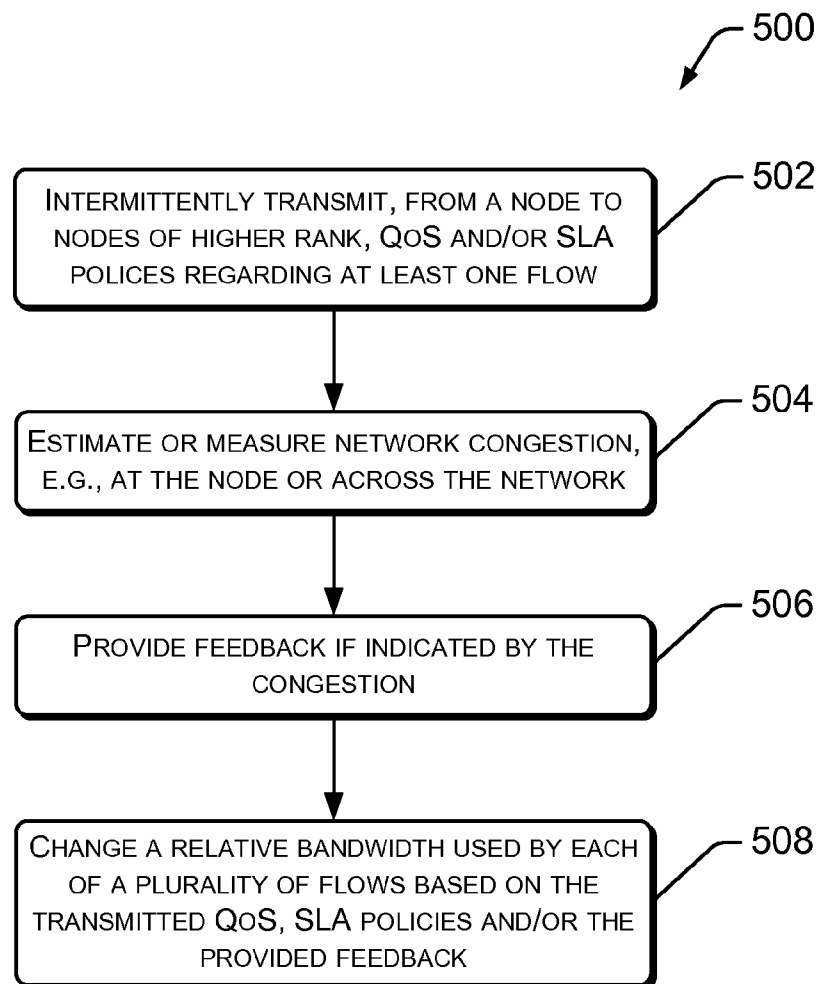 500
502
INTERMITTENTLY TRANSMIT, FROM A NODE TO
NODES OF HIGHER RANK, QOS AND/OR SLA
POLICES REGARDING AT LEAST ONE FLOW
504
ESTIMATE OR MEASURE NETWORK CONGESTION,
E.G., AT THE NODE OR ACROSS THE NETWORK
506
PROVIDE FEEDBACK IF INDICATED BY THE
CONGESTION
508
CHANGE A RELATIVE BANDWIDTH USED BY EACH
OF A PLURALITY OF FLOWS BASED ON THE
TRANSMITTED QOS, SLA POLICIES AND/OR THE
PROVIDED FEEDBACK